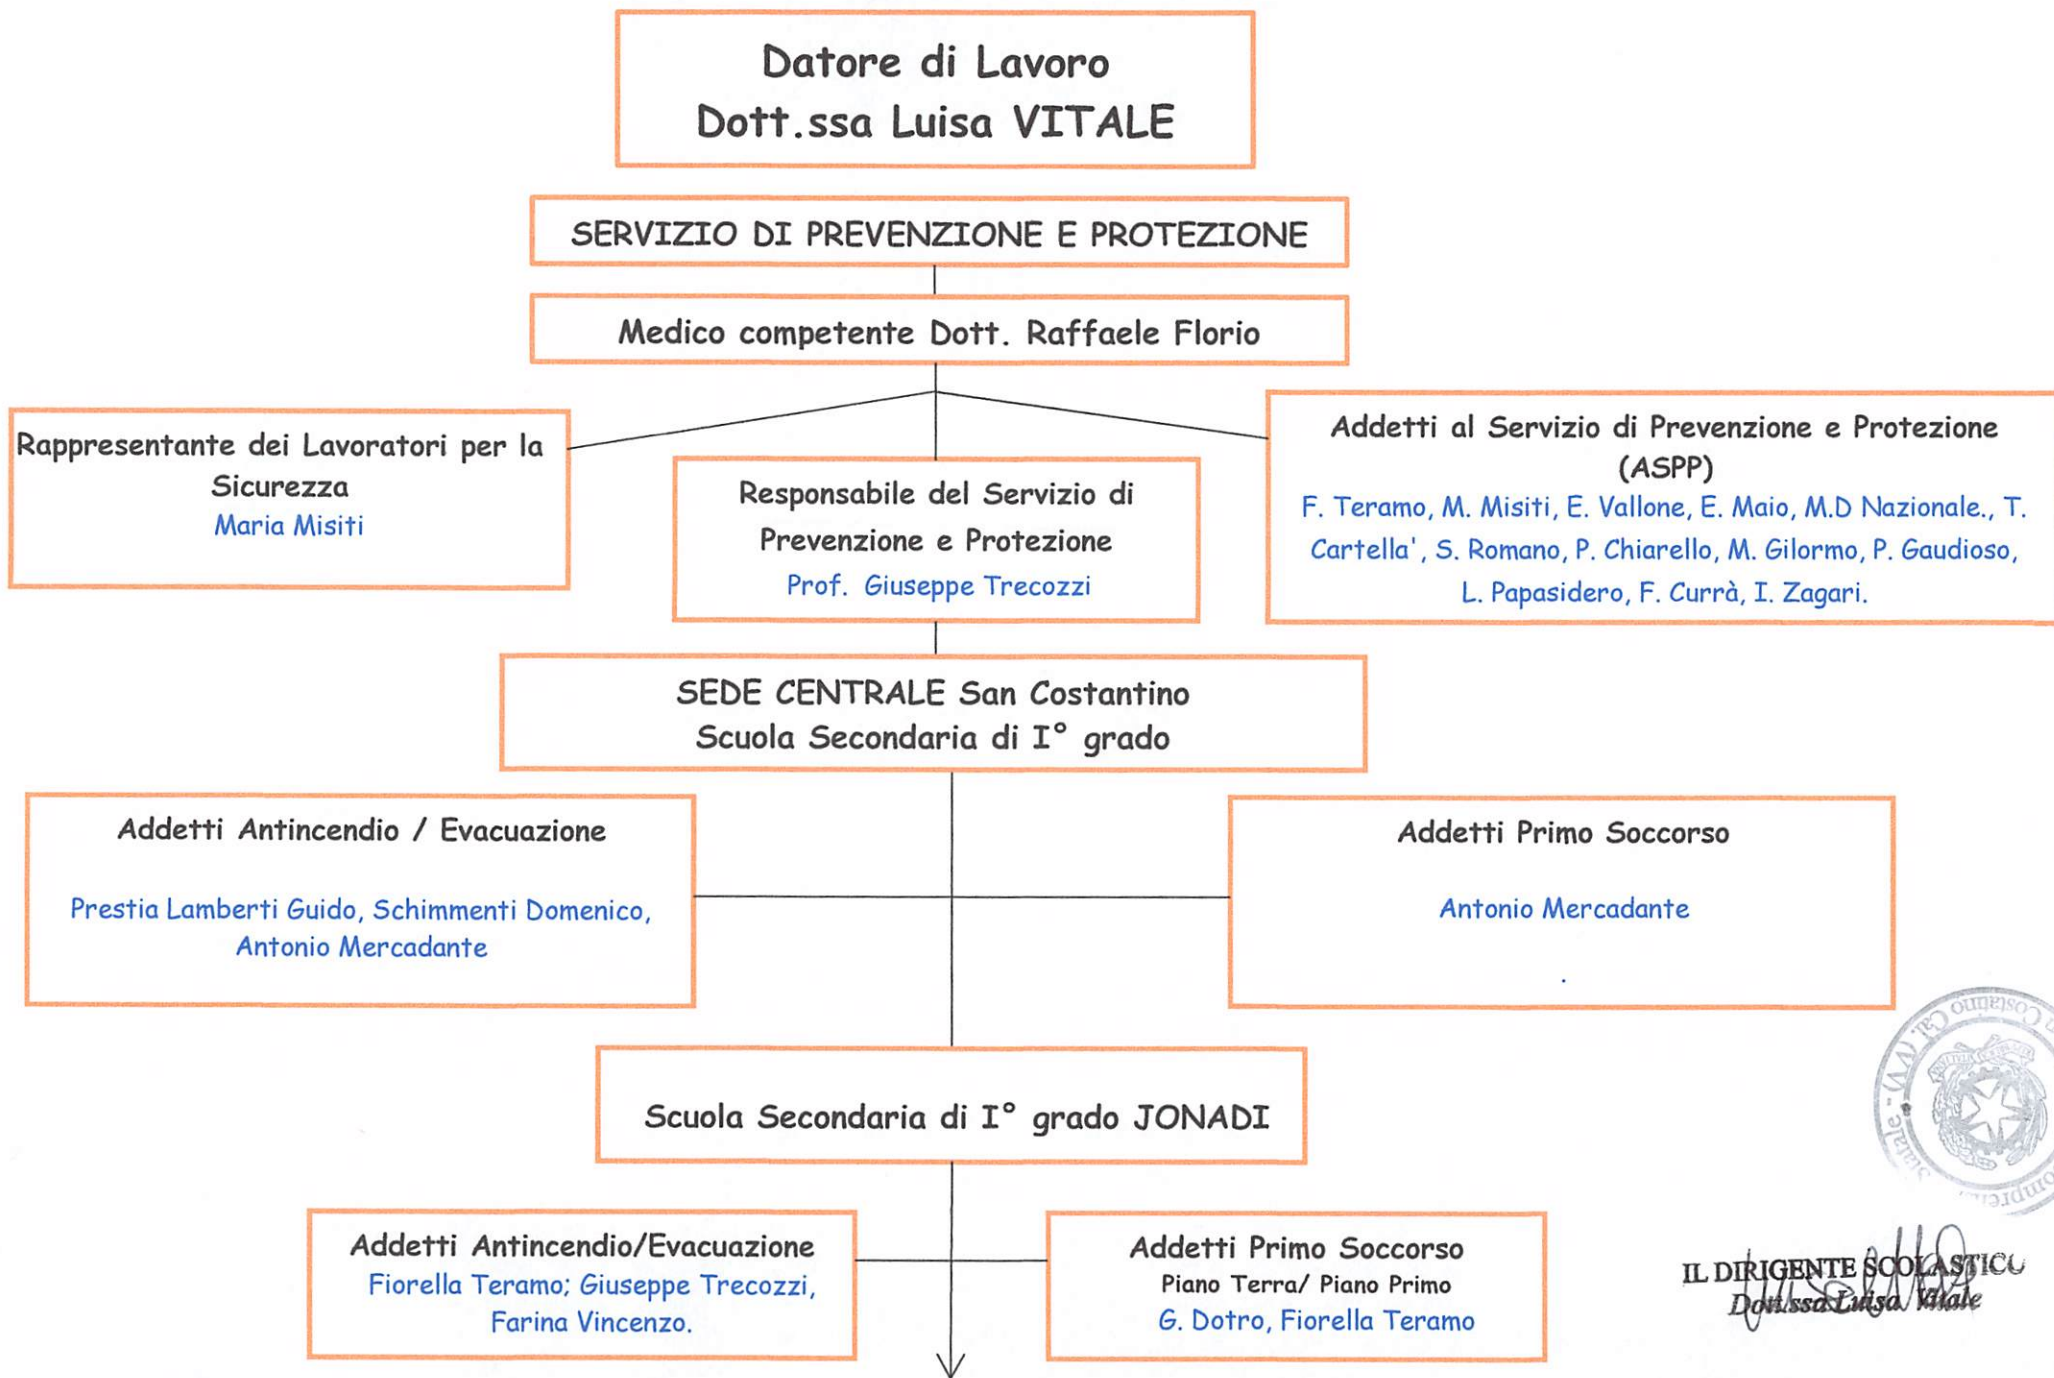 Datore di Lavoro
Dott.ssa Luisa VITALE
SERVIZIO DI PREVENZIONE E PROTEZIONE
Medico competente Dott. Raffaele Florio
Rappresentante dei Lavoratori per la
Sicurezza
Maria Misiti
Responsabile del Servizio di
Prevenzione e Protezione
Prof. Giuseppe Trecozzi
Addetti al Servizio di Prevenzione e Protezione
(ASPP)
F. Teramo, M. Misiti, E. Vallone, E. Maio, M.D Nazionale., T.
Cartella', S. Romano, P. Chiarello, M. Gilormo, P. Gaudioso,
L. Papasidero, F. Currà, I. Zagari.
SEDE CENTRALE San Costantino
Scuola Secondaria di I° grado
Addetti Antincendio / Evacuazione
Prestia Lamberti Guido, Schimmenti Domenico,
Antonio Mercadante
Addetti Primo Soccorso
Antonio Mercadante
.
Scuola Secondaria di I° grado JONADI
Addetti Antincendio/Evacuazione
Fiorella Teramo; Giuseppe Trecozzi,
Farina Vincenzo.
Addetti Primo Soccorso
Piano Terra/ Piano Primo
G. Dotro, Fiorella Teramo
IL DIRIGENTE SCOLASTICO
Dott.ssa Luisa Vitale